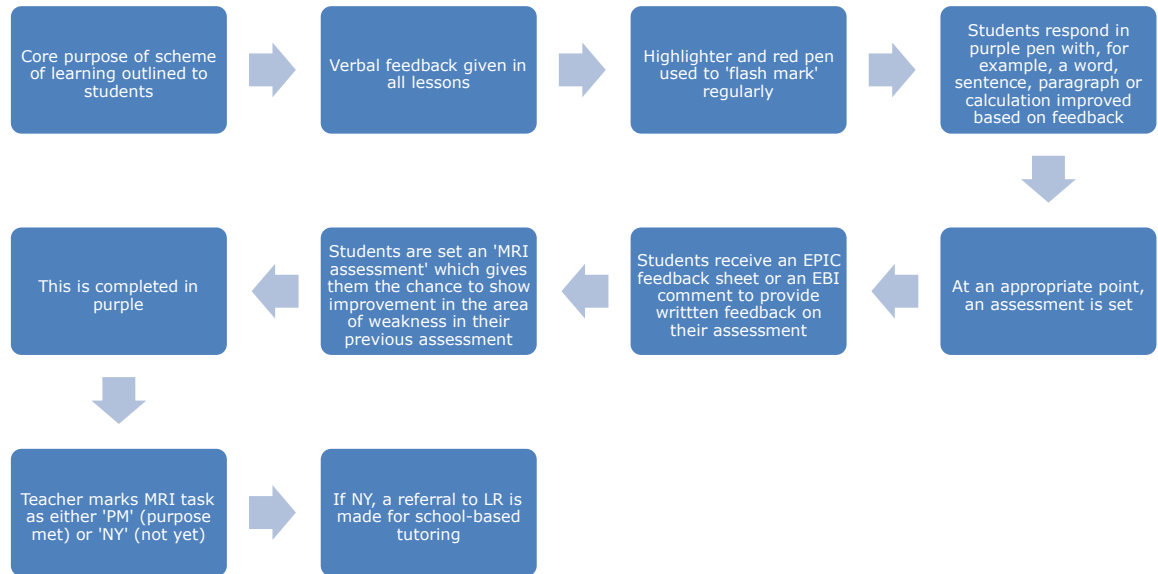 Core purpose of scheme
of learning outlined to
students
Verbal feedback given in
all lessons
Highlighter and red pen
used to 'flash mark'
regularly
Students respond in
purple pen with, for
example, a word,
sentence, paragraph or
calculation improved
based on feedback
At an appropriate point,
an assessment is set
Students receive an EPIC
feedback sheet or an EBI
comment to provide
writtten feedback on
their assessment
Students are set an 'MRI
assessment' which gives
them the chance to show
improvement in the area
of weakness in their
previous assessment
This is completed in
purple
Teacher marks MRI task
as either 'PM' (purpose
met) or 'NY' (not yet)
If NY, a referral to LR is
made for school-based
tutoring